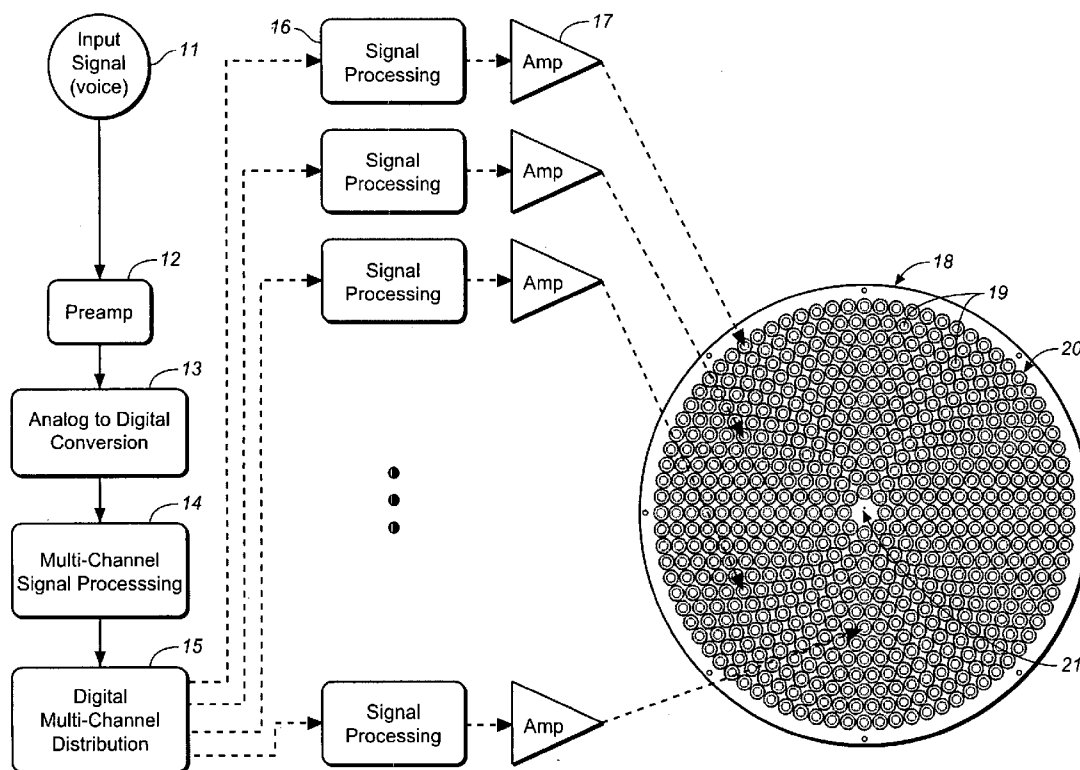 Input
Signal
(voice)
11
12
Preamp
13
Analog to Digital
Conversion
14
Multi-Channel
Signal Processsing
15
Digital
Multi-Channel
Distribution
16
Signal
Processing
17
Amp
Signal
Processing
Amp
Signal
Processing
Amp
Signal
Processing
Amp
18
19
20
21